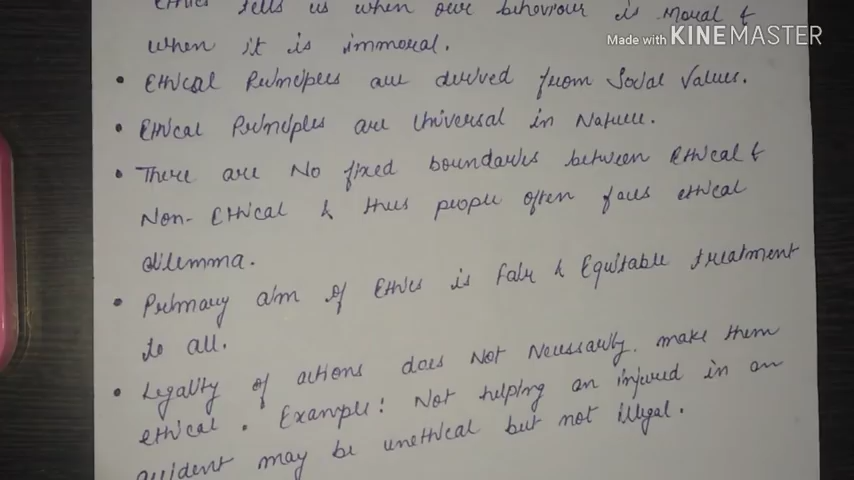 Ethics tells us when our behaviour is Moral &
Made with KINEMASTER
when it is immoral.
• Ethical Principles are derived from Social Values.
• Ethical Principles are Universal in Nature.
• There are No fixed boundaries between Ethical &
Non-Ethical & thus people often faces ethical
dilemma.
• Primary aim of Ethics is Fair & Equitable treatment
to all.
• Legality of actions does Not Necessarily make them
ethical. Example: Not helping an injured in an
accident may be unethical but not illegal.